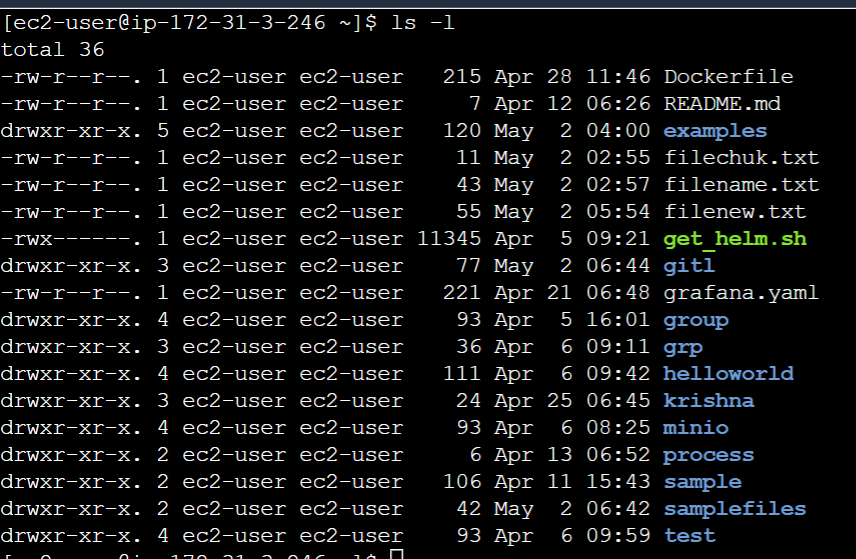 [ec2-user@ip-172-31-3-246 ~]$ ls -l
total 36
-rw-r--r--. 1 ec2-user ec2-user   215 Apr 28 11:46 Dockerfile
-rw-r--r--. 1 ec2-user ec2-user     7 Apr 12 06:26 README.md
drwxr-xr-x. 5 ec2-user ec2-user   120 May  2 04:00 examples
-rw-r--r--. 1 ec2-user ec2-user    11 May  2 02:55 filechuk.txt
-rw-r--r--. 1 ec2-user ec2-user    43 May  2 02:57 filename.txt
-rw-r--r--. 1 ec2-user ec2-user    55 May  2 05:54 filenew.txt
-rwx------. 1 ec2-user ec2-user 11345 Apr  5 09:21 get_helm.sh
drwxr-xr-x. 3 ec2-user ec2-user    77 May  2 06:44 gitl
-rw-r--r--. 1 ec2-user ec2-user   221 Apr 21 06:48 grafana.yaml
drwxr-xr-x. 4 ec2-user ec2-user    93 Apr  5 16:01 group
drwxr-xr-x. 3 ec2-user ec2-user    36 Apr  6 09:11 grp
drwxr-xr-x. 4 ec2-user ec2-user   111 Apr  6 09:42 helloworld
drwxr-xr-x. 3 ec2-user ec2-user    24 Apr 25 06:45 krishna
drwxr-xr-x. 4 ec2-user ec2-user    93 Apr  6 08:25 minio
drwxr-xr-x. 2 ec2-user ec2-user     6 Apr 13 06:52 process
drwxr-xr-x. 2 ec2-user ec2-user   106 Apr 11 15:43 sample
drwxr-xr-x. 2 ec2-user ec2-user    42 May  2 06:42 samplefiles
drwxr-xr-x. 4 ec2-user ec2-user    93 Apr  6 09:59 test